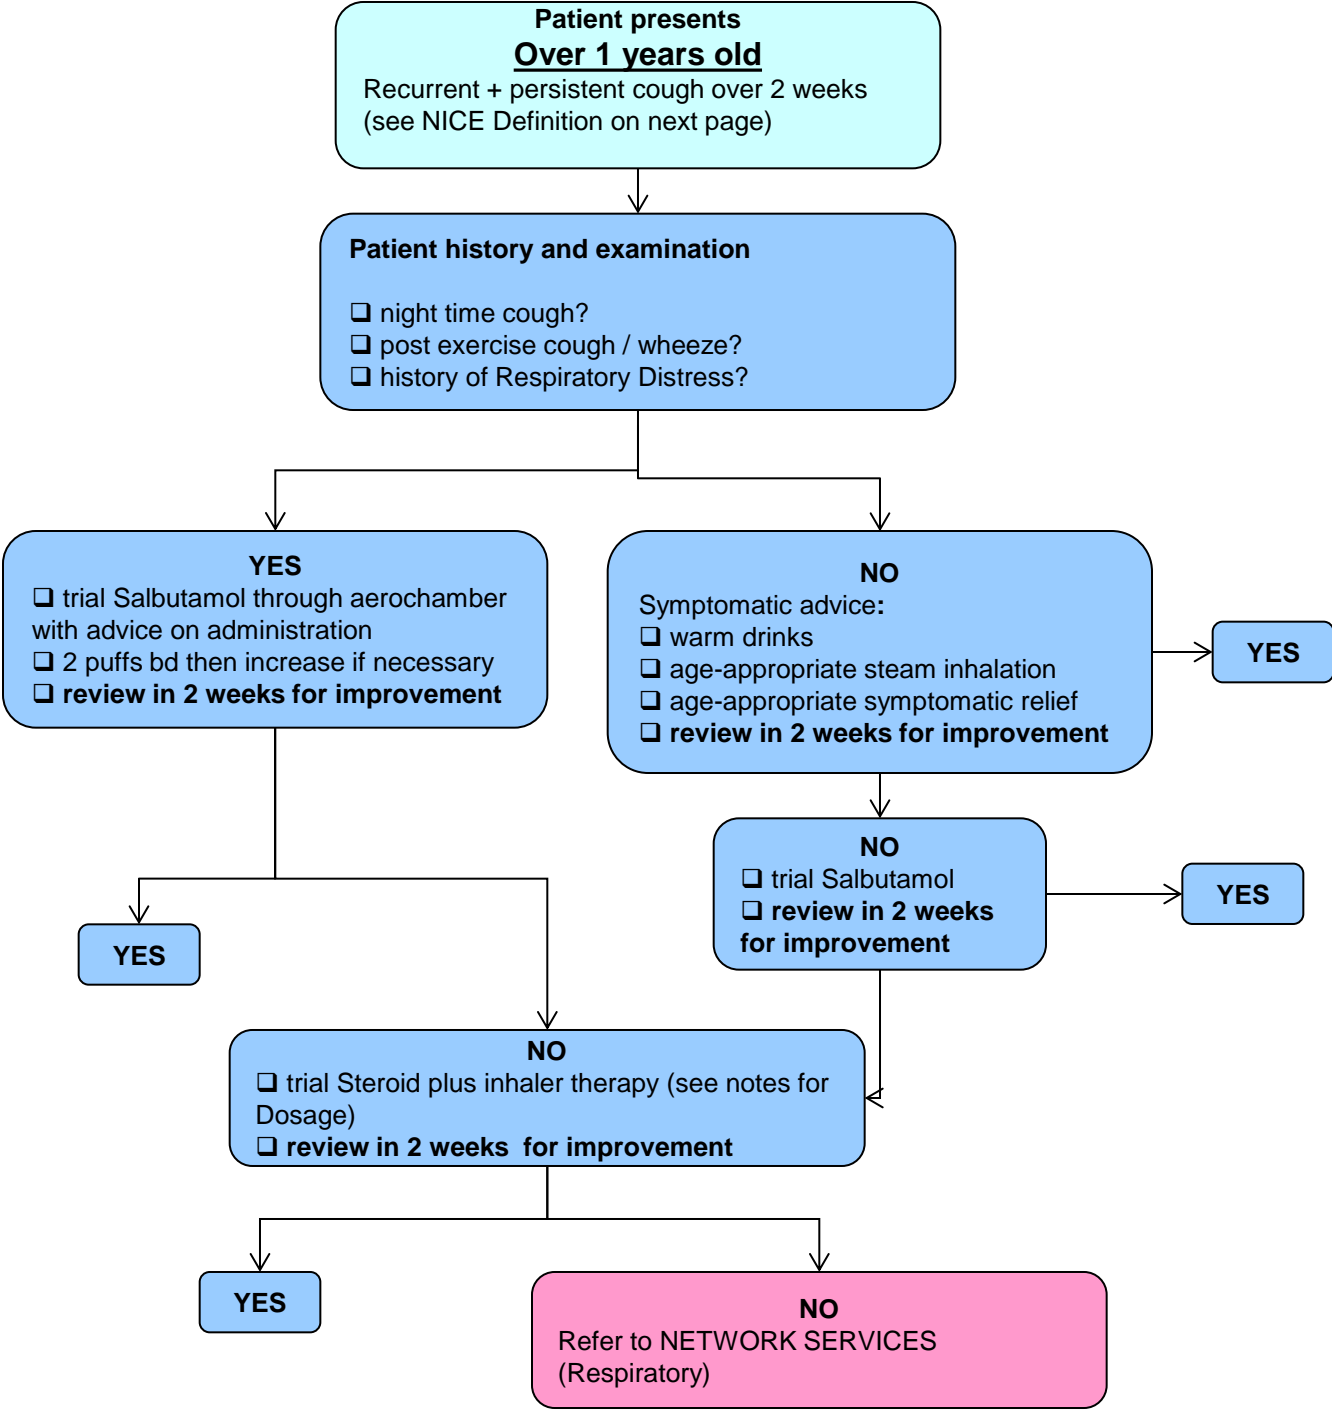 Patient presents
Over 1 years old
Recurrent + persistent cough over 2 weeks
(see NICE Definition on next page)
Patient history and examination
❑ night time cough?
❑ post exercise cough / wheeze?
❑ history of Respiratory Distress?
YES
❑ trial Salbutamol through aerochamber
with advice on administration
❑ 2 puffs bd then increase if necessary
❑ review in 2 weeks for improvement
NO
Symptomatic advice:
❑ warm drinks
❑ age-appropriate steam inhalation
❑ age-appropriate symptomatic relief
❑ review in 2 weeks for improvement
YES
NO
❑ trial Salbutamol
❑ review in 2 weeks
for improvement
YES
YES
NO
❑ trial Steroid plus inhaler therapy (see notes for
Dosage)
❑ review in 2 weeks  for improvement
YES
NO
Refer to NETWORK SERVICES
(Respiratory)